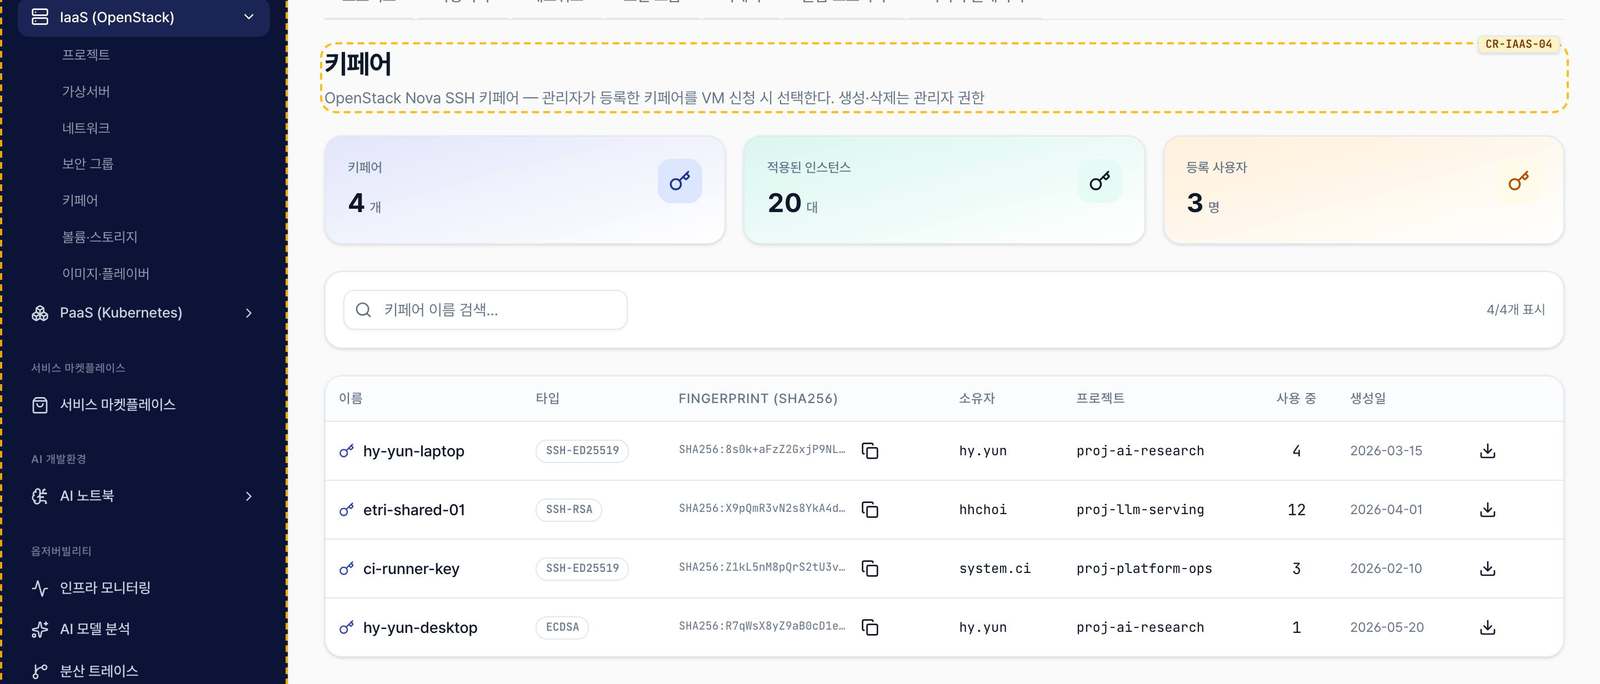 IaaS (OpenStack)
프로젝트
가상서버
네트워크
보안 그룹
키페어
볼륨·스토리지
이미지·플레이버
PaaS (Kubernetes)
서비스 마켓플레이스
서비스 마켓플레이스
AI 개발환경
AI 노트북
옵저버빌리티
인프라 모니터링
AI 모델 분석
분산 트레이스
CR-IAAS-04
키페어
OpenStack Nova SSH 키페어 — 관리자가 등록한 키페어를 VM 신청 시 선택한다. 생성·삭제는 관리자 권한
키페어
4 개
적용된 인스턴스
20 대
등록 사용자
3 명
키페어 이름 검색...
4/4개 표시
이름 타입 FINGERPRINT (SHA256) 소유자 프로젝트 사용 중 생성일
hy-yun-laptop SSH-ED25519 SHA256:8s0k+aFzZ2GxjP9NL… hy.yun proj-ai-research 4 2026-03-15
etri-shared-01 SSH-RSA SHA256:X9pQmR3vN2s8YkA4d… hhchoi proj-llm-serving 12 2026-04-01
ci-runner-key SSH-ED25519 SHA256:Z1kL5nM8pQrS2tU3v… system.ci proj-platform-ops 3 2026-02-10
hy-yun-desktop ECDSA SHA256:R7qWsX8yZ9aB0cD1e… hy.yun proj-ai-research 1 2026-05-20